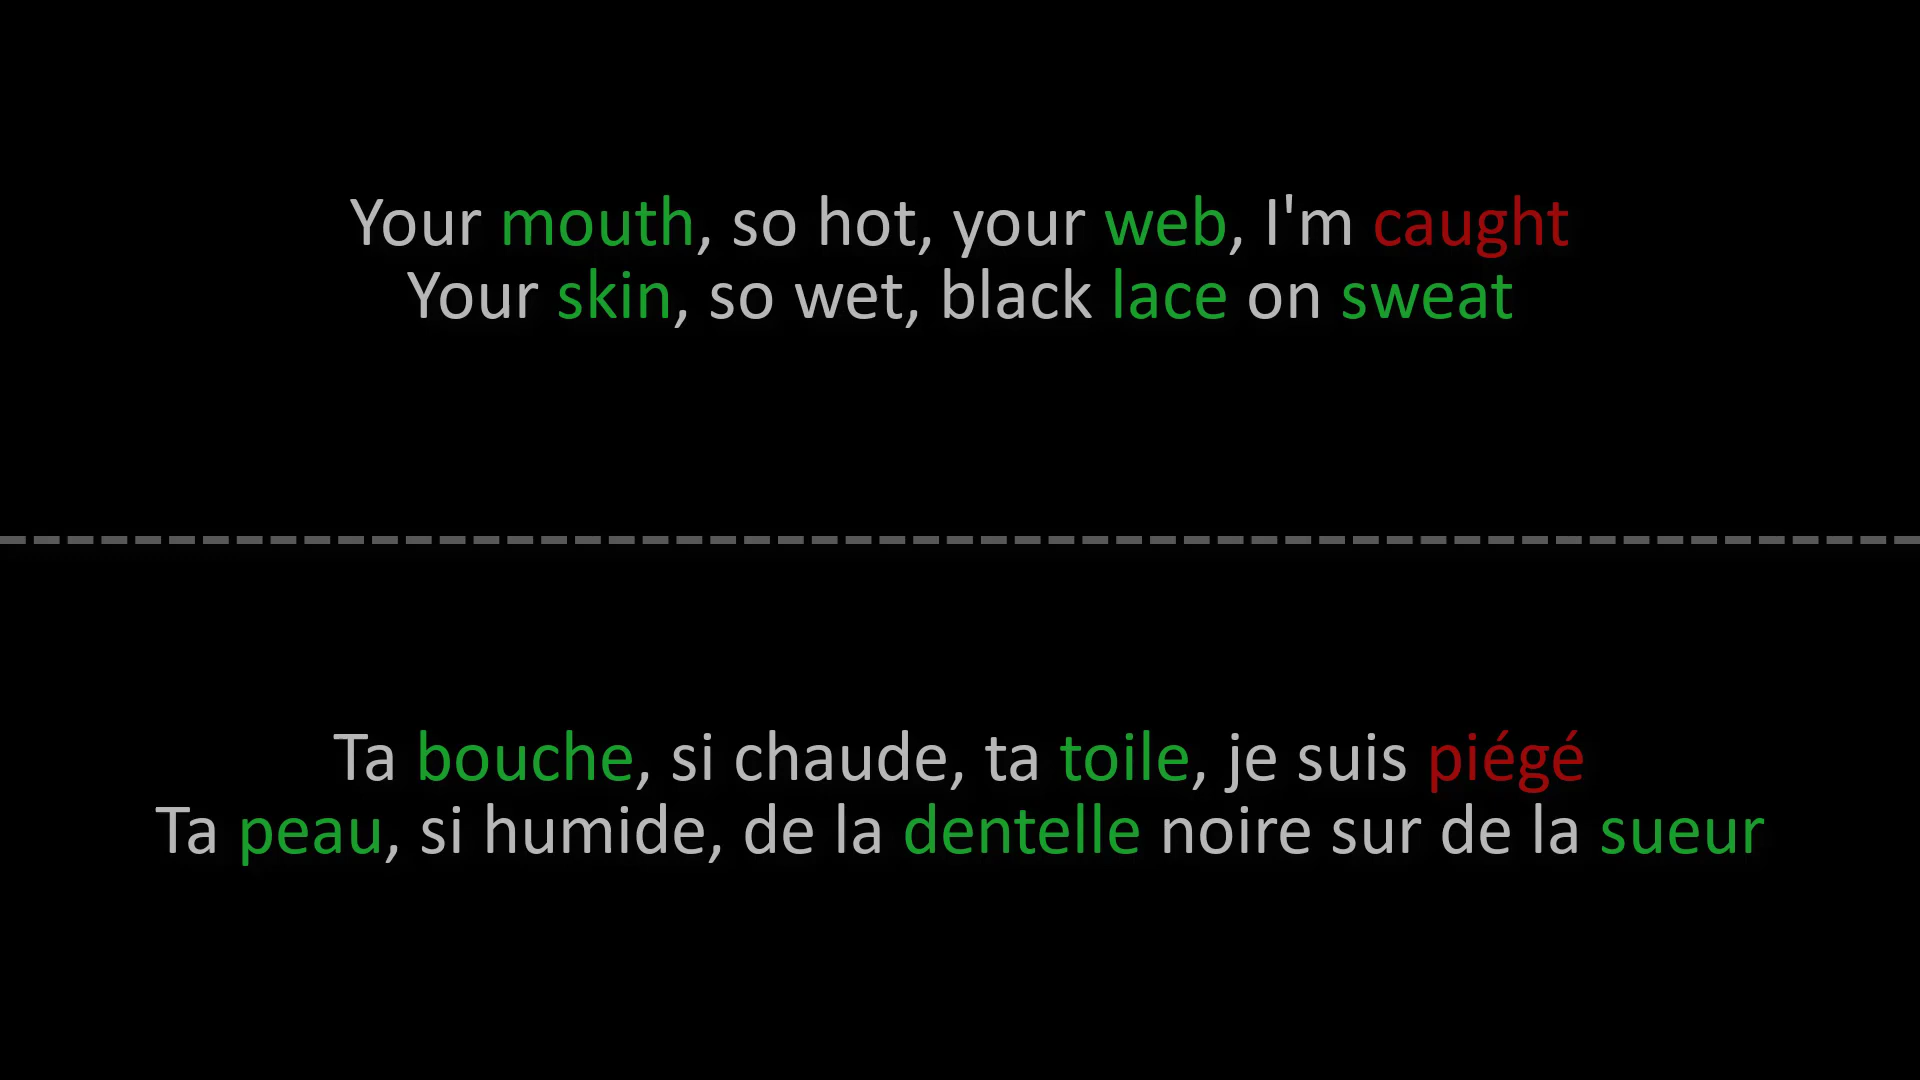 Your mouth, so hot, your web, I'm caught
Your skin, so wet, black lace on sweat
Ta bouche, si chaude, ta toile, je suis piégé
Ta peau, si humide, de la dentelle noire sur de la sueur